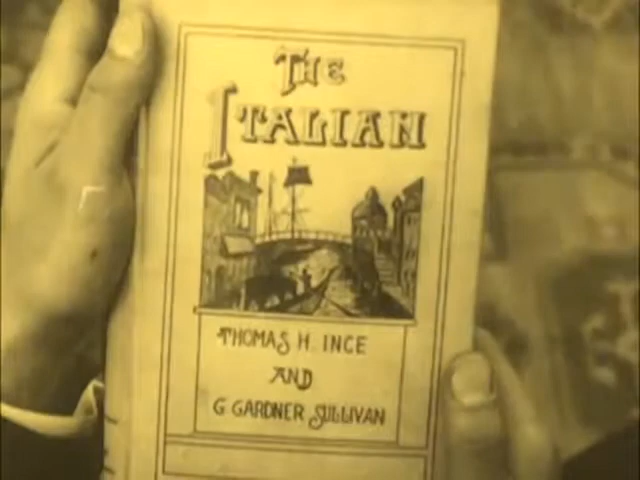 THE
ITALIAN
THOMAS H. INCE
AND
G GARDNER SULLIVAN